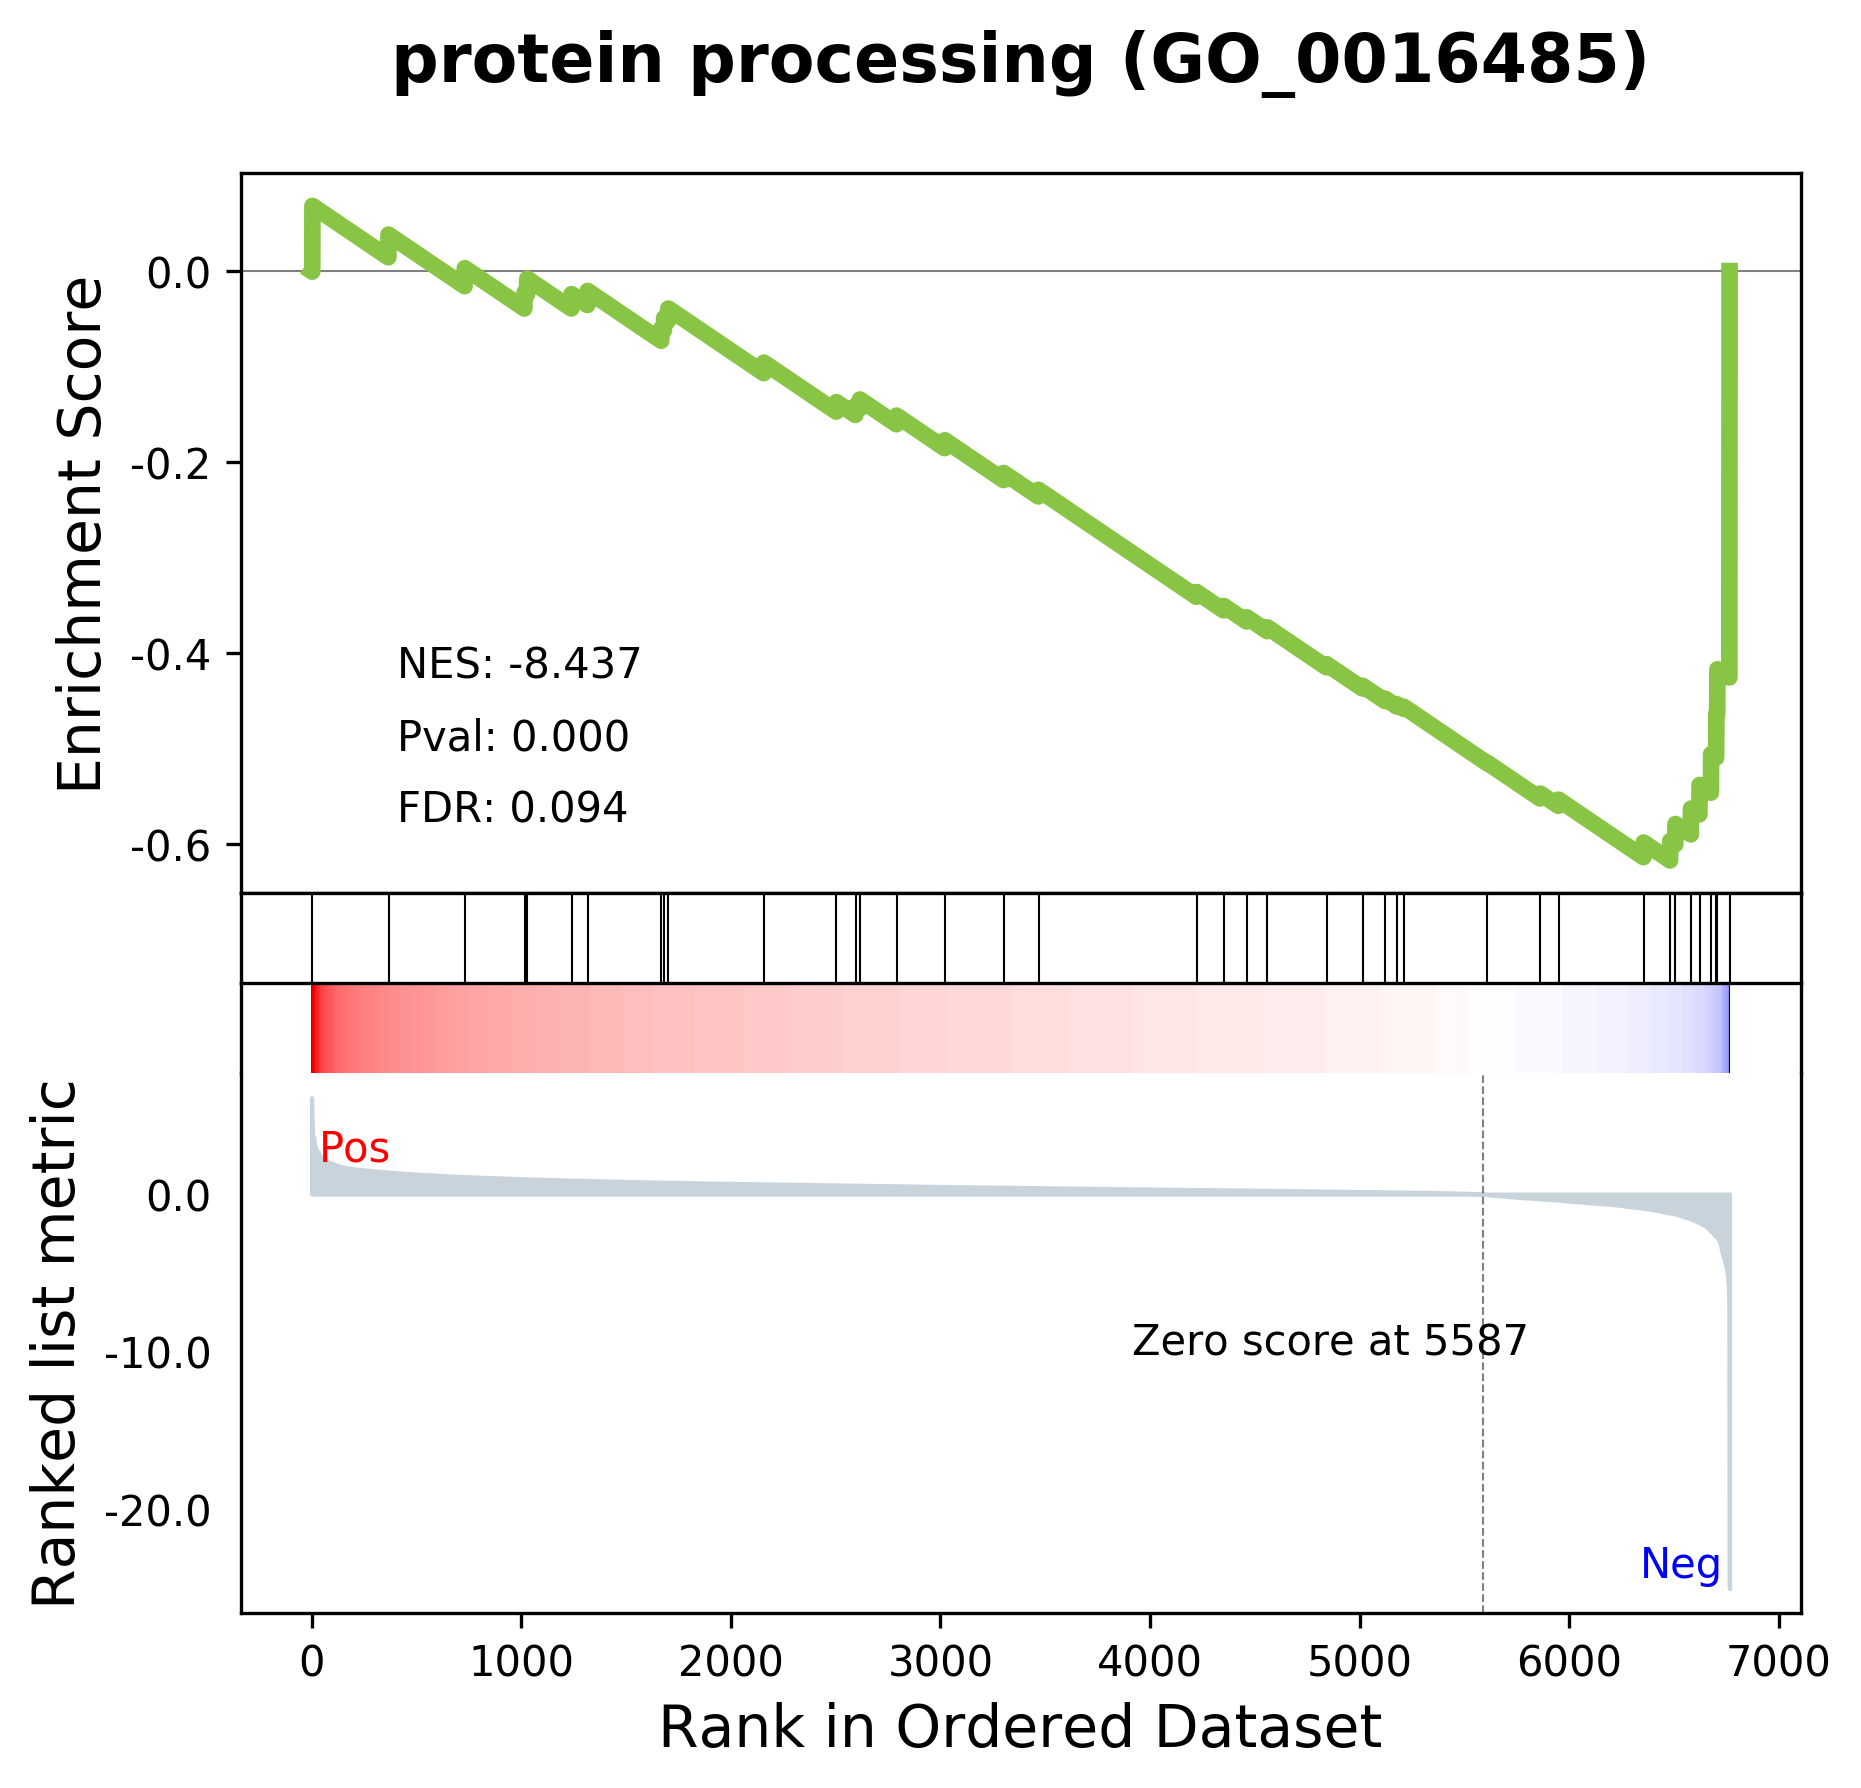 protein processing (GO_0016485)
Enrichment Score
0.0
-0.2
-0.4
-0.6
NES: -8.437
Pval: 0.000
FDR: 0.094
Ranked list metric
0.0
-10.0
-20.0
Pos
Zero score at 5587
Neg
0 1000 2000 3000 4000 5000 6000 7000
Rank in Ordered Dataset